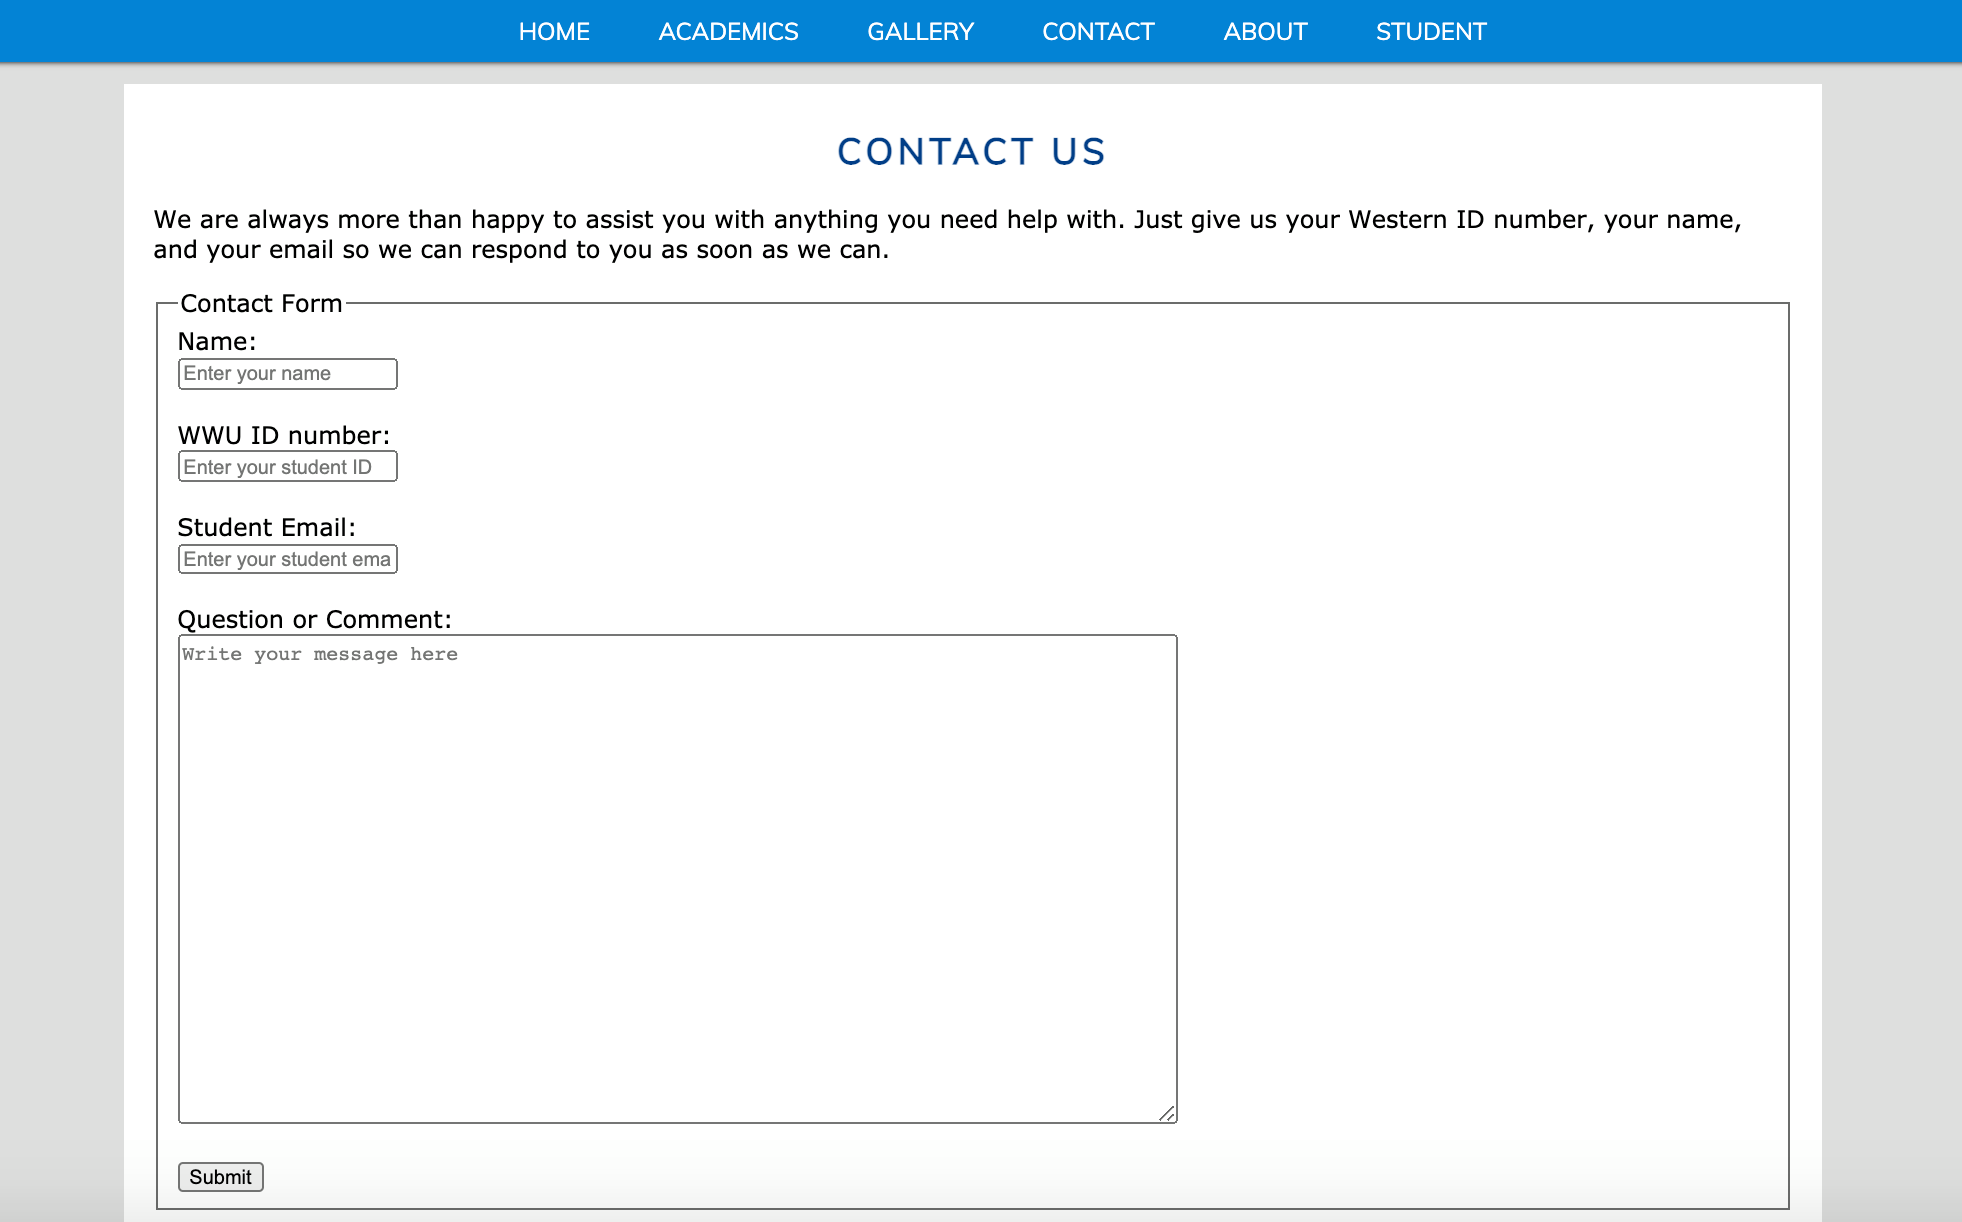 HOME ACADEMICS GALLERY CONTACT ABOUT STUDENT
CONTACT US
We are always more than happy to assist you with anything you need help with. Just give us your Western ID number, your name,
and your email so we can respond to you as soon as we can.
Contact Form
Name:
Enter your name
WWU ID number:
Enter your student ID
Student Email:
Enter your student ema
Question or Comment:
Write your message here
Submit